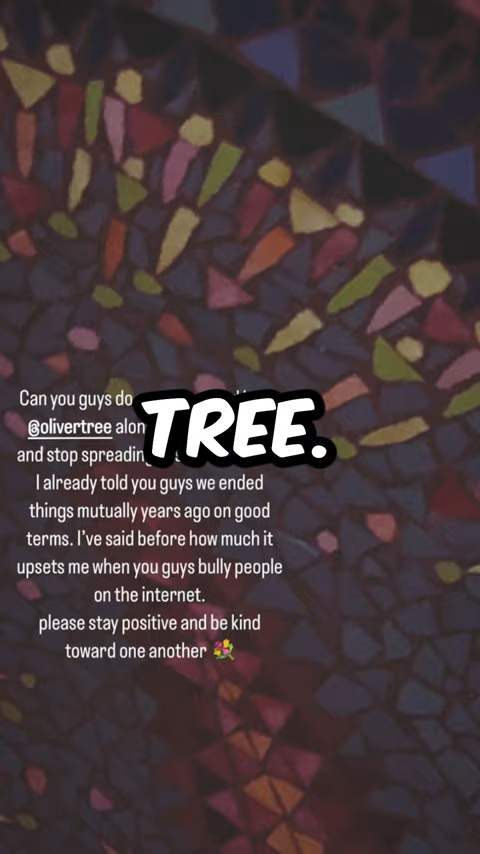 Can you guys do
@olivertree alon
and stop spreading
I already told you guys we ended
things mutually years ago on good
terms. I've said before how much it
upsets me when you guys bully people
on the internet.
please stay positive and be kind
toward one another 💐
TREE.